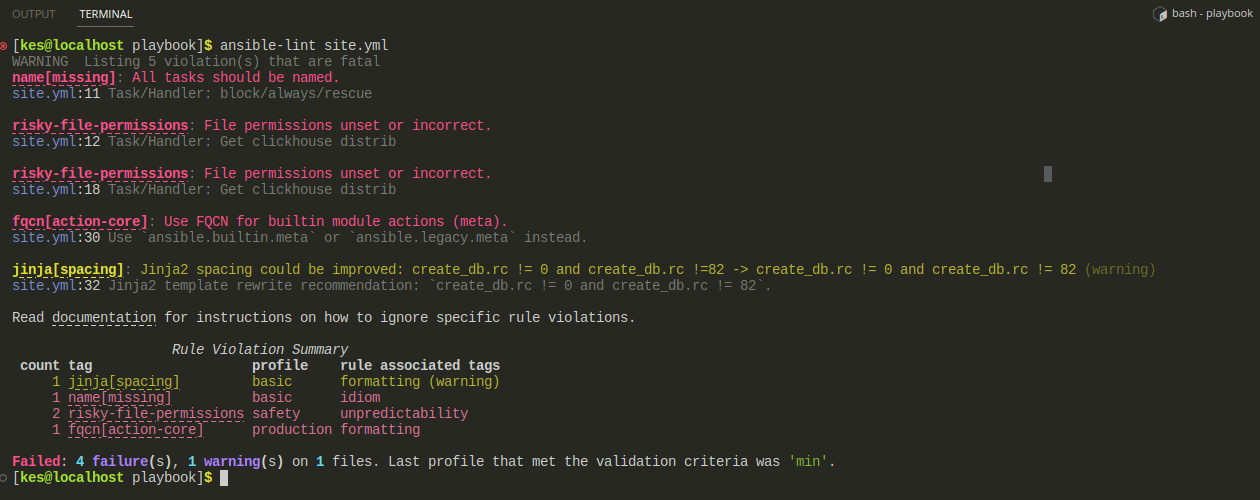 OUTPUT TERMINAL bash - playbook
[kes@localhost playbook]$ ansible-lint site.yml
WARNING  Listing 5 violation(s) that are fatal
name[missing]: All tasks should be named.
site.yml:11 Task/Handler: block/always/rescue
risky-file-permissions: File permissions unset or incorrect.
site.yml:12 Task/Handler: Get clickhouse distrib
risky-file-permissions: File permissions unset or incorrect.
site.yml:18 Task/Handler: Get clickhouse distrib
fqcn[action-core]: Use FQCN for builtin module actions (meta).
site.yml:30 Use `ansible.builtin.meta` or `ansible.legacy.meta` instead.
jinja[spacing]: Jinja2 spacing could be improved: create_db.rc != 0 and create_db.rc !=82 -> create_db.rc != 0 and create_db.rc != 82 (warning)
site.yml:32 Jinja2 template rewrite recommendation: `create_db.rc != 0 and create_db.rc != 82`.
Read documentation for instructions on how to ignore specific rule violations.
Rule Violation Summary
count tag profile rule associated tags
1 jinja[spacing] basic formatting (warning)
1 name[missing] basic idiom
2 risky-file-permissions safety unpredictability
1 fqcn[action-core] production formatting
Failed: 4 failure(s), 1 warning(s) on 1 files. Last profile that met the validation criteria was 'min'.
[kes@localhost playbook]$